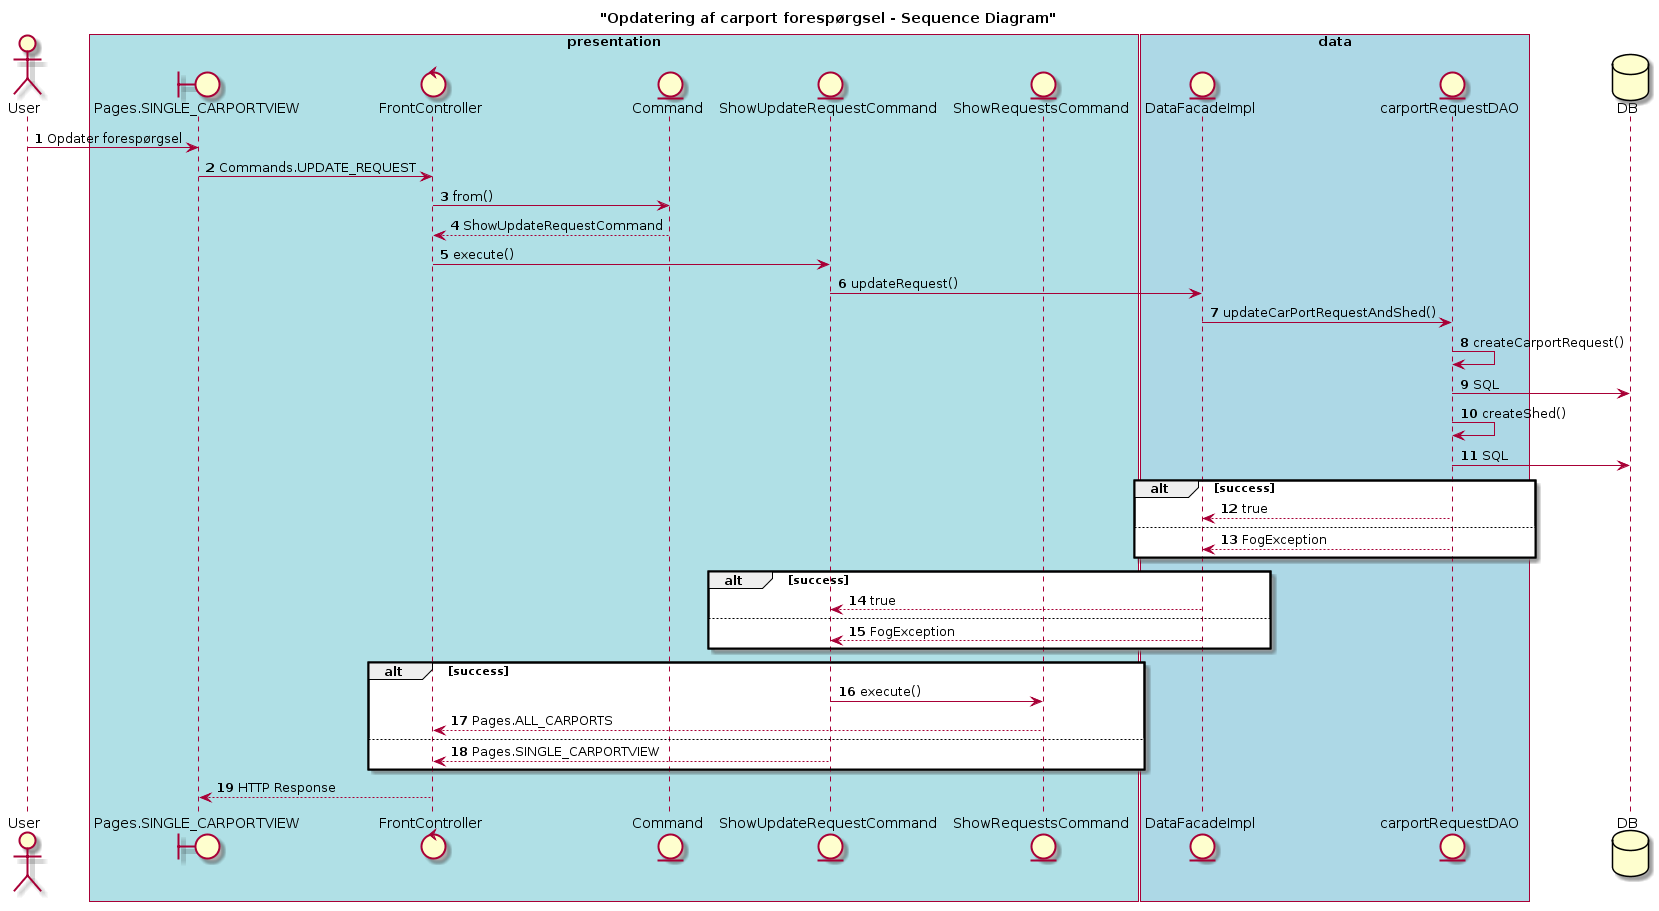 "Opdatering af carport forespørgsel - Sequence Diagram"
presentation
data
User
Pages.SINGLE_CARPORTVIEW
FrontController
Command
ShowUpdateRequestCommand
ShowRequestsCommand
DataFacadeImpl
carportRequestDAO
DB
1 Opdater forespørgsel
2 Commands.UPDATE_REQUEST
3 from()
4 ShowUpdateRequestCommand
5 execute()
6 updateRequest()
7 updateCarPortRequestAndShed()
8 createCarportRequest()
9 SQL
10 createShed()
11 SQL
alt [success]
12 true
13 FogException
alt [success]
14 true
15 FogException
alt [success]
16 execute()
17 Pages.ALL_CARPORTS
18 Pages.SINGLE_CARPORTVIEW
19 HTTP Response
User
Pages.SINGLE_CARPORTVIEW
FrontController
Command
ShowUpdateRequestCommand
ShowRequestsCommand
DataFacadeImpl
carportRequestDAO
DB